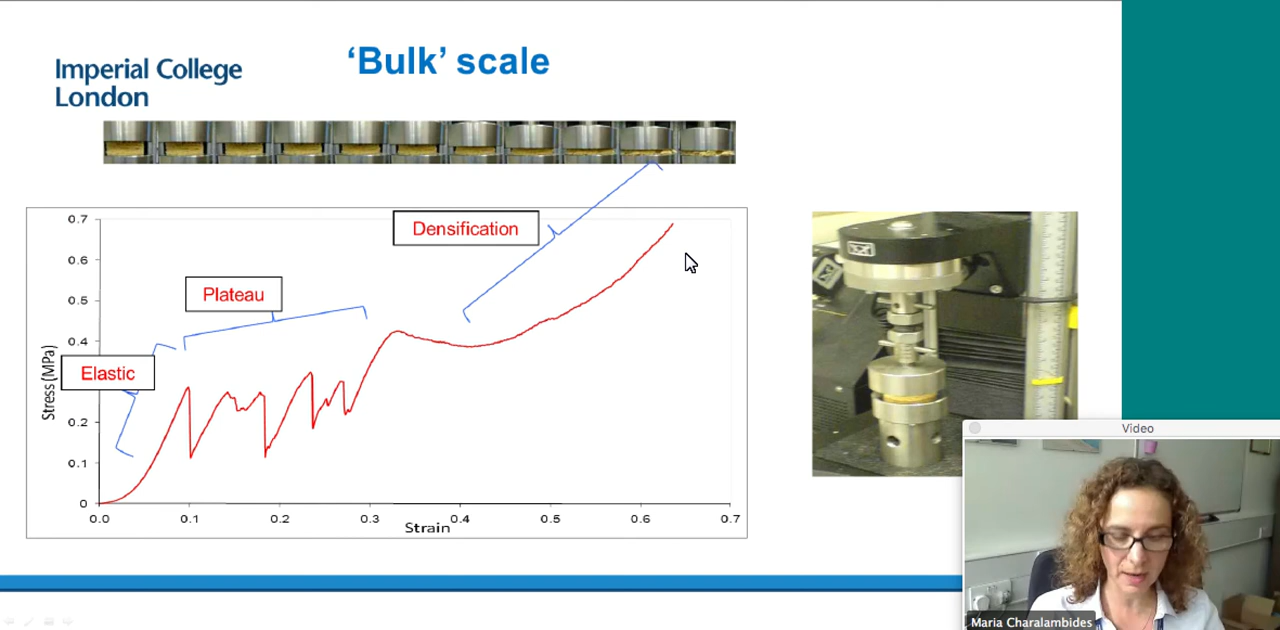 Imperial College
London
‘Bulk’ scale
Densification
Plateau
Elastic
Stress (MPa)
0.7
0.6
0.5
0.4
0.2
0.1
0
0.0 0.1 0.2 0.3 0.4 0.5 0.6 0.7
Strain
Video
Maria Charalambides